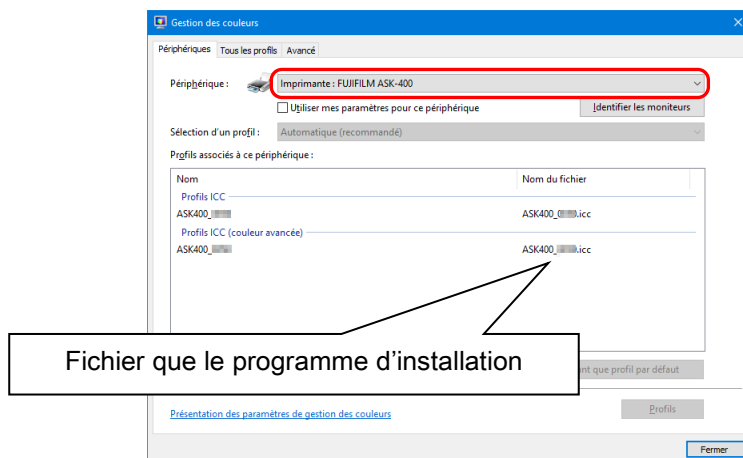 Gestion des couleurs
Périphériques Tous les profils Avancé
Périphérique : Imprimante : FUJIFILM ASK-400
Utiliser mes paramètres pour ce périphérique Identifier les moniteurs
Sélection d'un profil : Automatique (recommandé)
Profils associés à ce périphérique :
Nom Nom du fichier
Profils ICC
ASK400_ ASK400_ .icc
Profils ICC (couleur avancée)
ASK400_ ASK400_ .icc
Fichier que le programme d’installation
ant que profil par défaut
Présentation des paramètres de gestion des couleurs Profils
Fermer